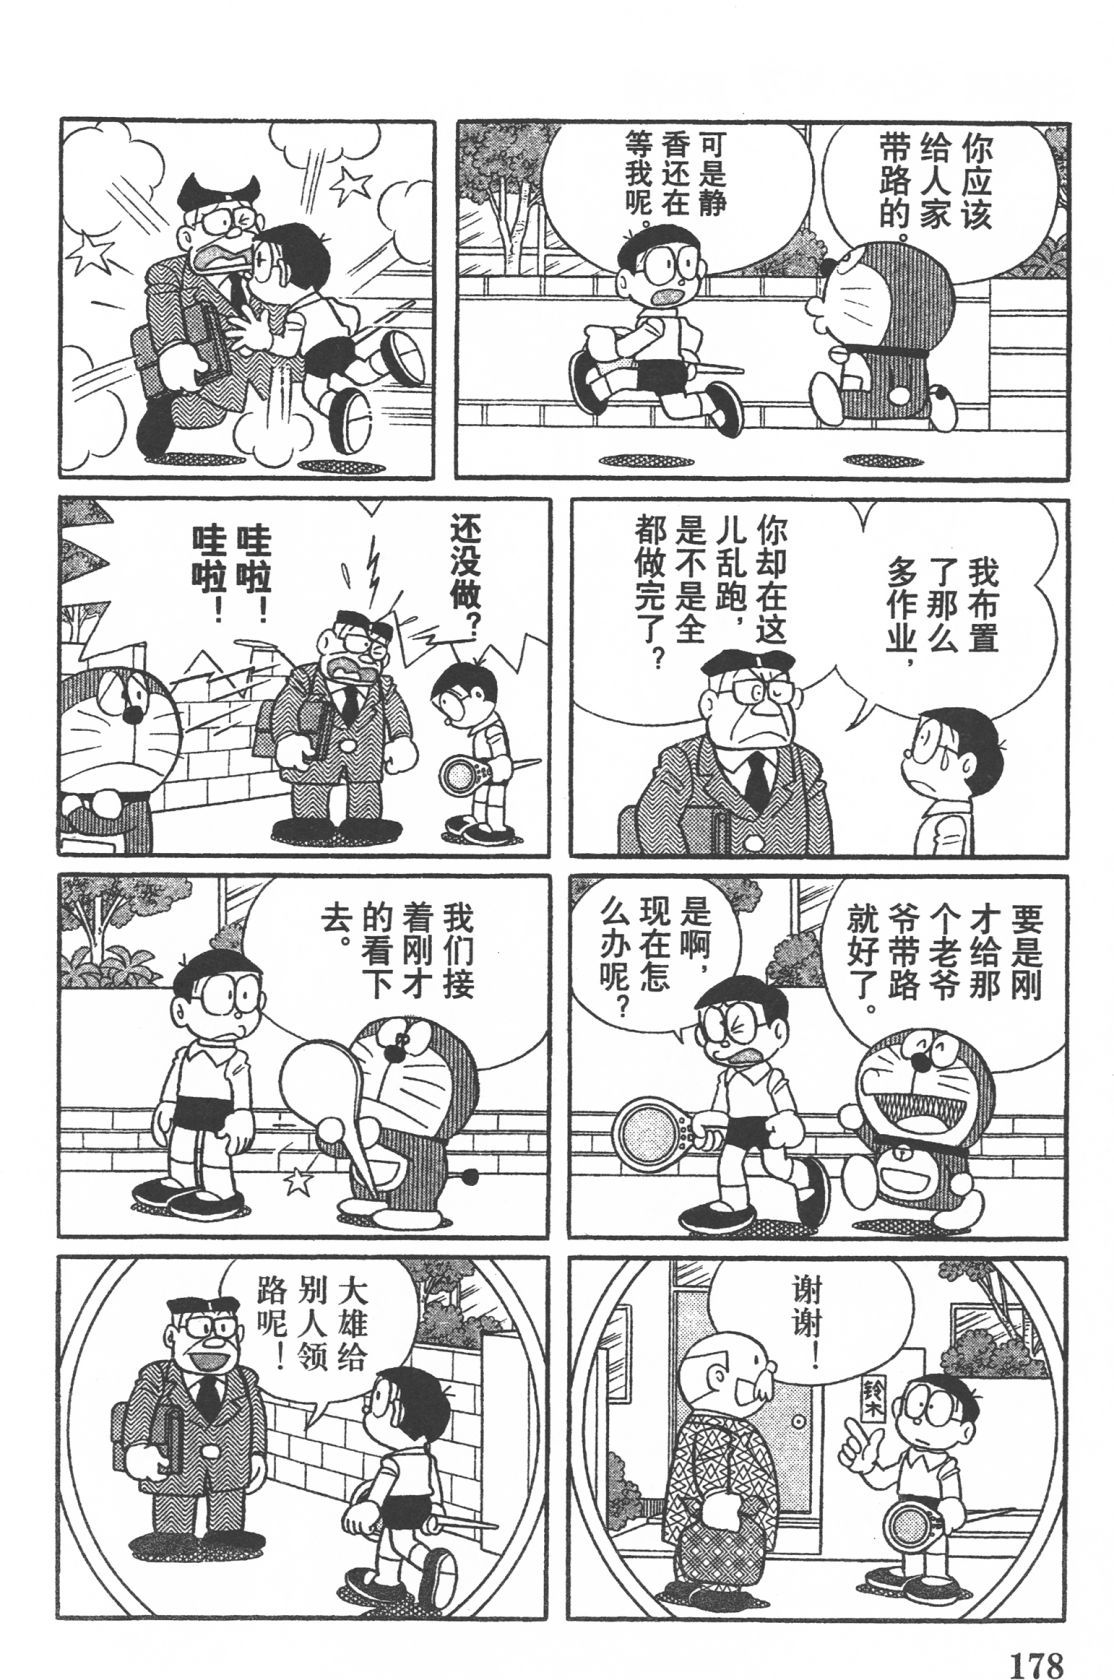 你应该
给人家
带路的。
可是静
香还在
等我呢。
我布置
了那么
多作业，
你却在这
儿乱跑，
是不是全
都做完了？
还没做？
哇啦！
哇啦！
要是刚
才给那
个老爷
爷带路
就好了。
是啊，
现在怎
么办呢？
我们接
着刚才
的看下
去。
谢谢！
铃木
大雄给
别人领
路呢！
178